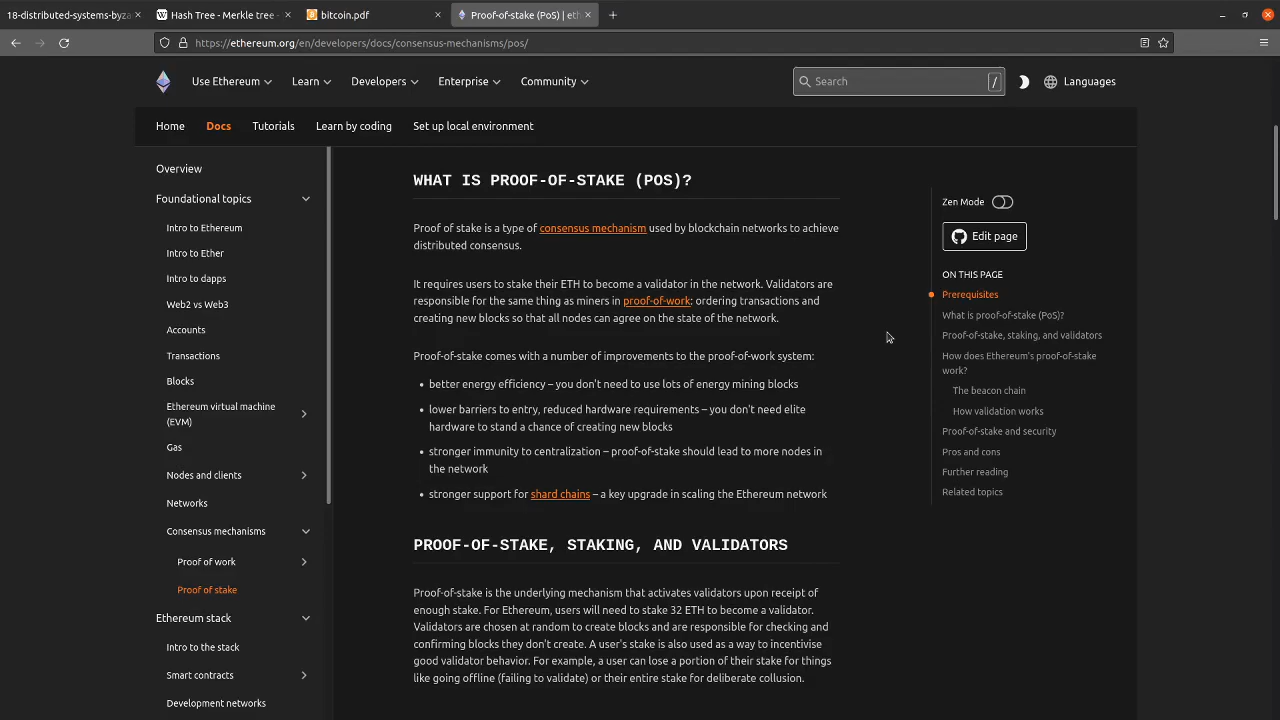 18-distributed-systems-byza
Hash Tree - Merkle tree -
bitcoin.pdf
Proof-of-stake (PoS) | eth
https://ethereum.org/en/developers/docs/consensus-mechanisms/pos/
Use Ethereum
Learn
Developers
Enterprise
Community
Search
/
Languages
Home
Docs
Tutorials
Learn by coding
Set up local environment
Overview
Foundational topics
Intro to Ethereum
Intro to Ether
Intro to dapps
Web2 vs Web3
Accounts
Transactions
Blocks
Ethereum virtual machine
(EVM)
Gas
Nodes and clients
Networks
Consensus mechanisms
Proof of work
Proof of stake
Ethereum stack
Intro to the stack
Smart contracts
Development networks
WHAT IS PROOF-OF-STAKE (POS)?
Proof of stake is a type of consensus mechanism used by blockchain networks to achieve
distributed consensus.
It requires users to stake their ETH to become a validator in the network. Validators are
responsible for the same thing as miners in proof-of-work: ordering transactions and
creating new blocks so that all nodes can agree on the state of the network.
Proof-of-stake comes with a number of improvements to the proof-of-work system:
• better energy efficiency – you don't need to use lots of energy mining blocks
• lower barriers to entry, reduced hardware requirements – you don't need elite
hardware to stand a chance of creating new blocks
• stronger immunity to centralization – proof-of-stake should lead to more nodes in
the network
• stronger support for shard chains – a key upgrade in scaling the Ethereum network
PROOF-OF-STAKE, STAKING, AND VALIDATORS
Proof-of-stake is the underlying mechanism that activates validators upon receipt of
enough stake. For Ethereum, users will need to stake 32 ETH to become a validator.
Validators are chosen at random to create blocks and are responsible for checking and
confirming blocks they don't create. A user's stake is also used as a way to incentivise
good validator behavior. For example, a user can lose a portion of their stake for things
like going offline (failing to validate) or their entire stake for deliberate collusion.
Zen Mode
Edit page
ON THIS PAGE
Prerequisites
What is proof-of-stake (PoS)?
Proof-of-stake, staking, and validators
How does Ethereum's proof-of-stake
work?
The beacon chain
How validation works
Proof-of-stake and security
Pros and cons
Further reading
Related topics